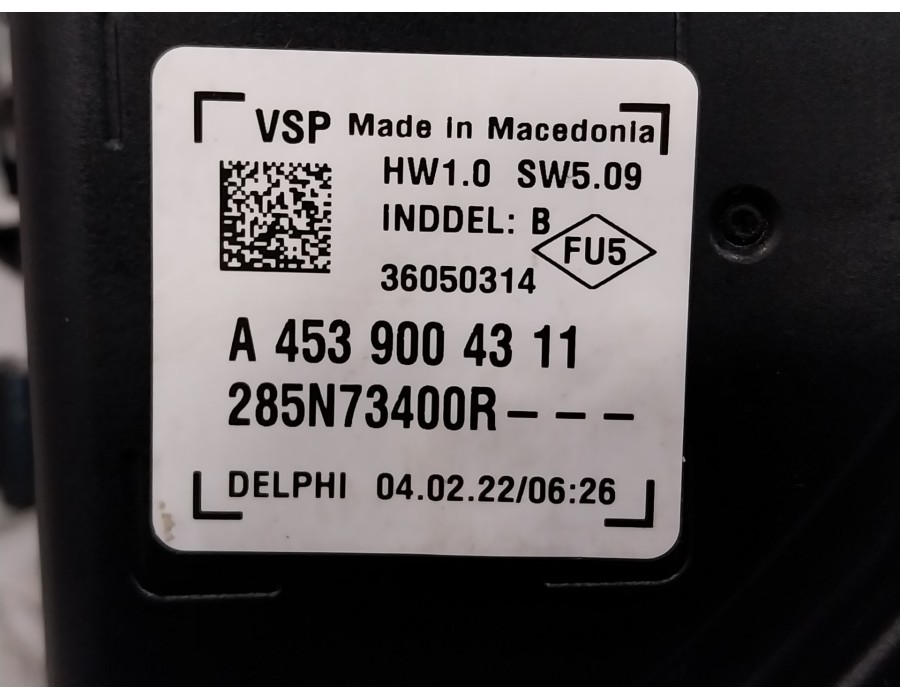 VSP Made in Macedonia
HW1.0 SW5.09
INDDEL: B
FU5
36050314
A 453 900 43 11
285N73400R---
DELPHI 04.02.22/06:26